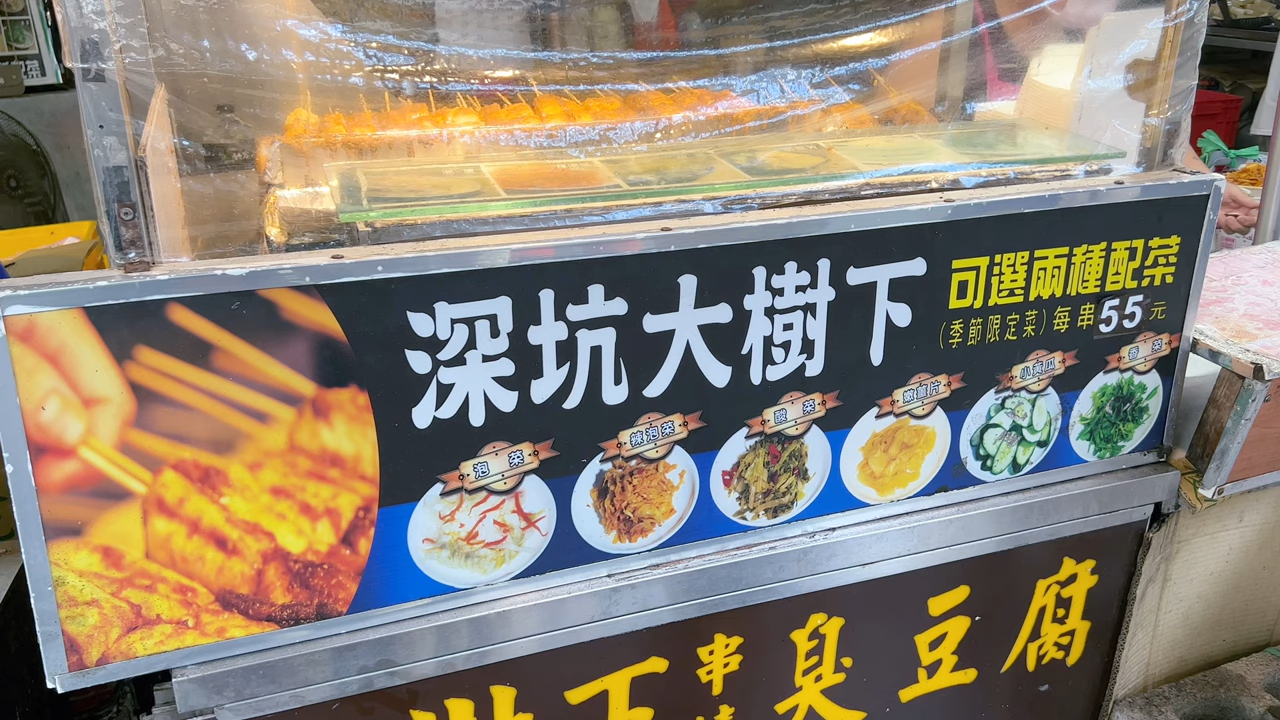 深坑大樹下
可選兩種配菜
(季節限定菜)每串55元
泡菜
辣泡菜
酸菜
嫩薑片
小黃瓜
香菜
下
串
臭豆腐